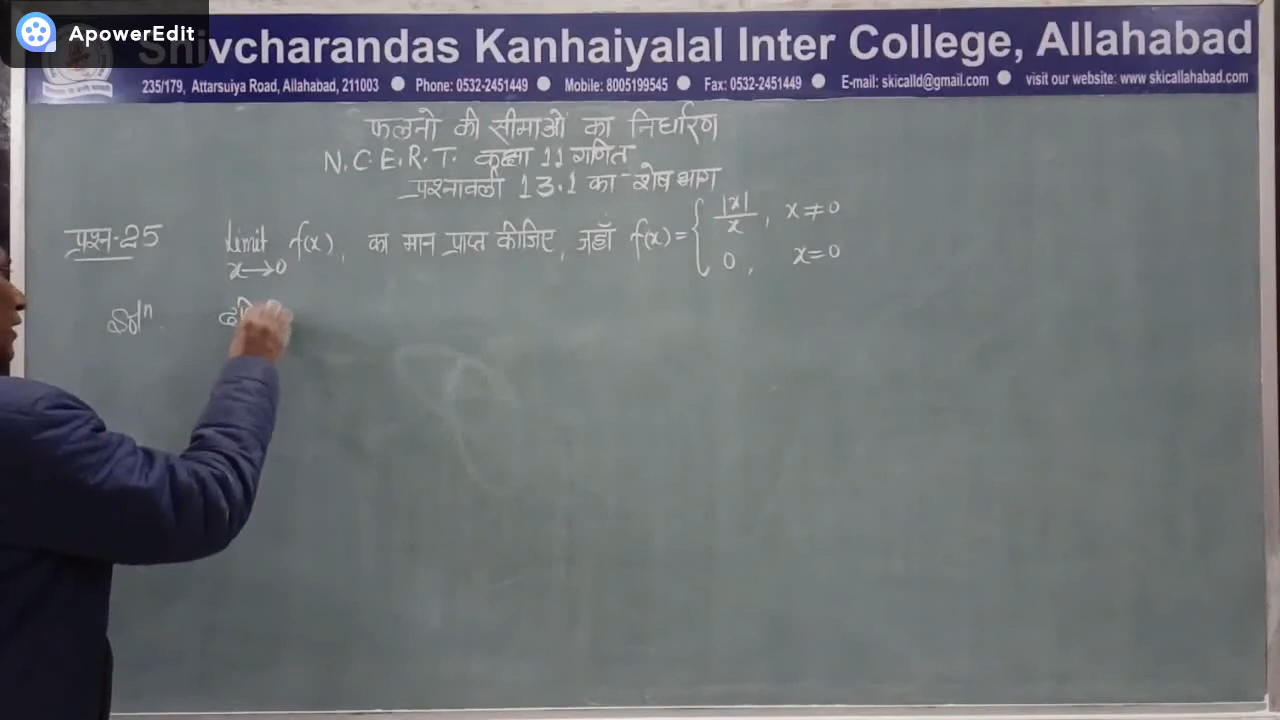 ApowerEdit
Shivcharandas Kanhaiyalal Inter College, Allahabad
235/179, Attarsuiya Road, Allahabad, 211003 ● Phone: 0532-2451449 ● Mobile: 8005199545 ● Fax: 0532-2451449 ● E-mail: skicalld@gmail.com ● visit our website: www.skicallahabad.com
फलनो की सीमाओं का निर्धारण
N.C.E.R.T. कक्षा 11 गणित
प्रश्नावली 13.1 का शेष भाग
प्रश्न-25 Limit x→0 f(x), का मान प्राप्त कीजिए, जहाँ f(x) = { |x|/x, x≠0
0, x=0
Solⁿ